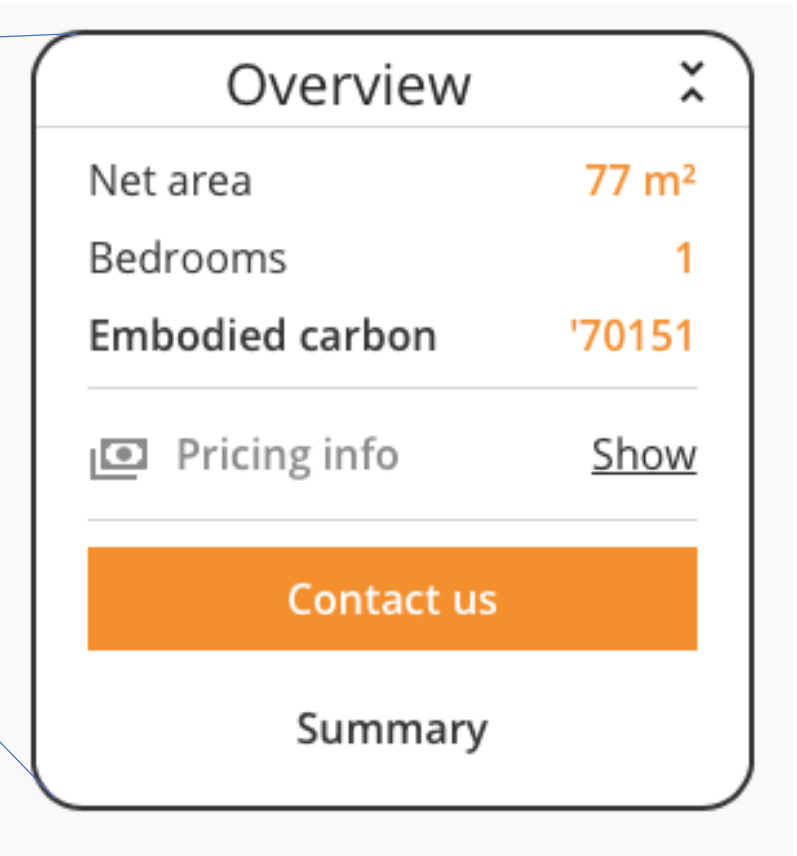 Overview
Net area 77 m²
Bedrooms 1
Embodied carbon '70151
Pricing info Show
Contact us
Summary